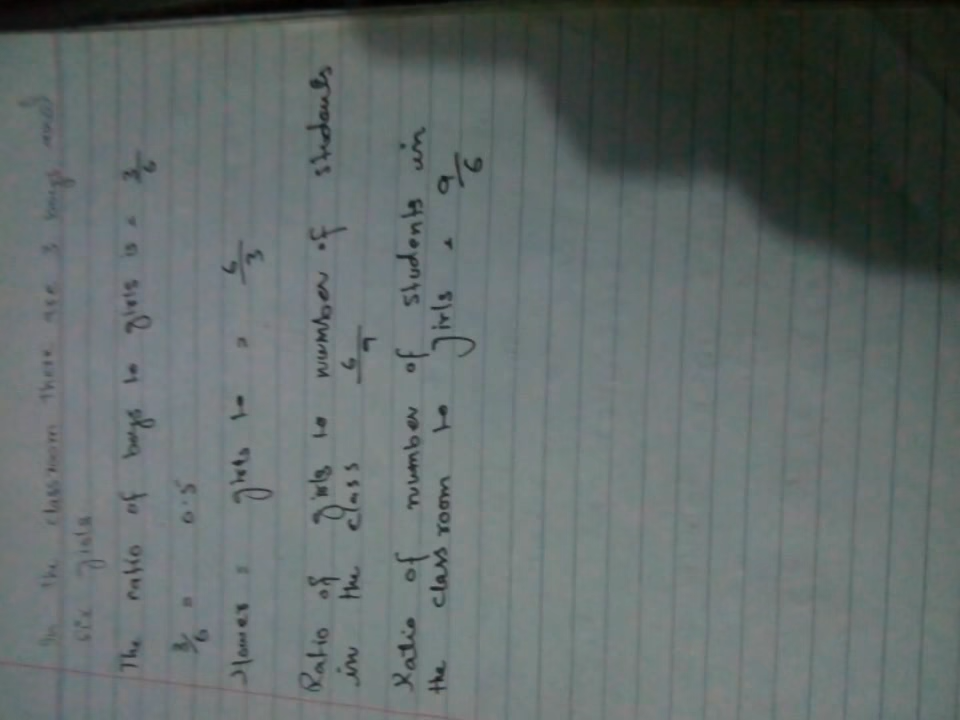 In the classroom there are 3 boys and
six girls
The ratio of boys to girls is = 3/6
3/6 = 0.5
girls to = 6/3
Ratio of girls to number of students
in the class 6/9
Ratio of number of students in
the class room to girls = 9/6